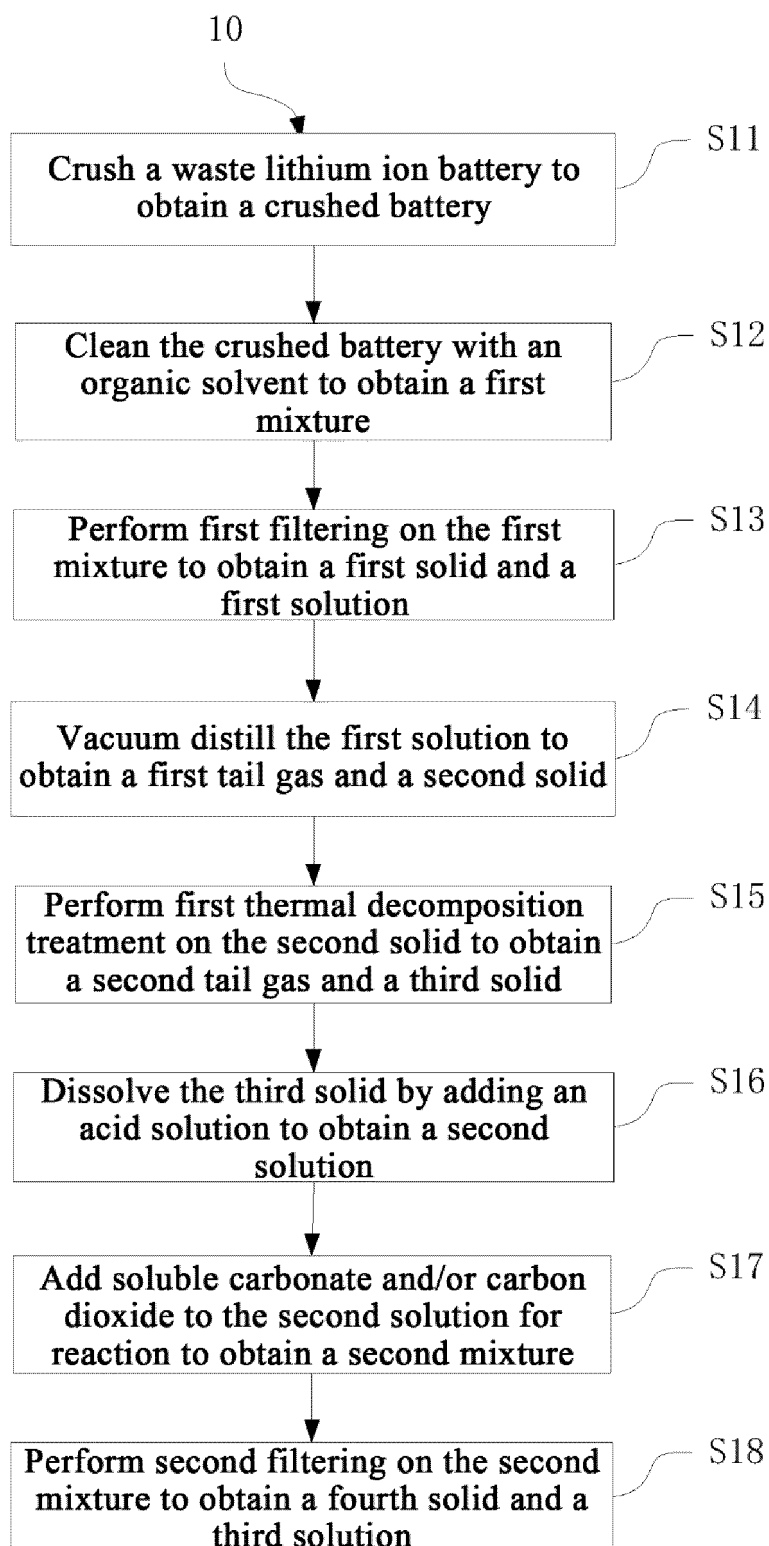 10
Crush a waste lithium ion battery to
obtain a crushed battery
S11
Clean the crushed battery with an
organic solvent to obtain a first
mixture
S12
Perform first filtering on the first
mixture to obtain a first solid and a
first solution
S13
Vacuum distill the first solution to
obtain a first tail gas and a second solid
S14
Perform first thermal decomposition
treatment on the second solid to obtain
a second tail gas and a third solid
S15
Dissolve the third solid by adding an
acid solution to obtain a second
solution
S16
Add soluble carbonate and/or carbon
dioxide to the second solution for
reaction to obtain a second mixture
S17
Perform second filtering on the second
mixture to obtain a fourth solid and a
third solution
S18